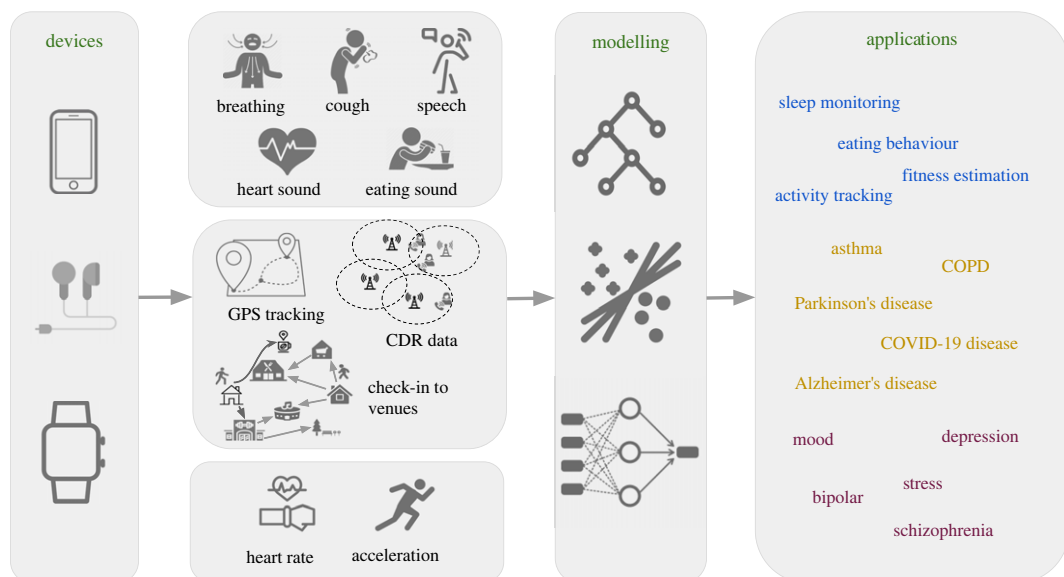 devices
breathing
cough
speech
heart sound
eating sound
GPS tracking
CDR data
check-in to
venues
heart rate
acceleration
modelling
applications
sleep monitoring
eating behaviour
fitness estimation
activity tracking
asthma
COPD
Parkinson's disease
COVID-19 disease
Alzheimer's disease
mood
depression
stress
bipolar
schizophrenia